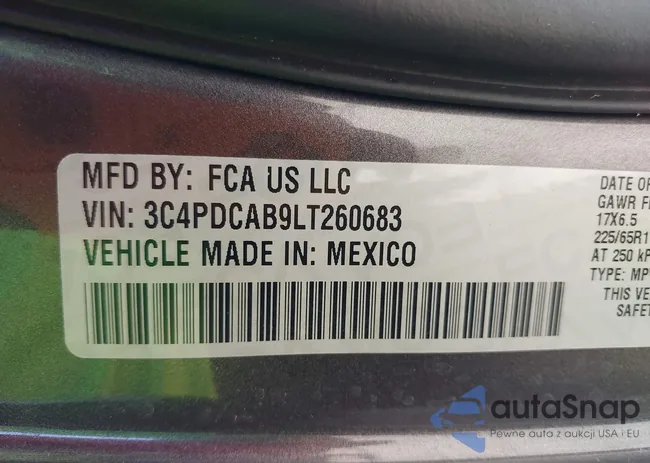 MFD BY: FCA US LLC
VIN: 3C4PDCAB9LT260683
VEHICLE MADE IN: MEXICO
DATE OF
GAWR F
17X6.5
225/65R1
AT 250 kP
TYPE: MP
THIS VE
SAFET
autaSnap
Pewne auta z aukcji USA i EU